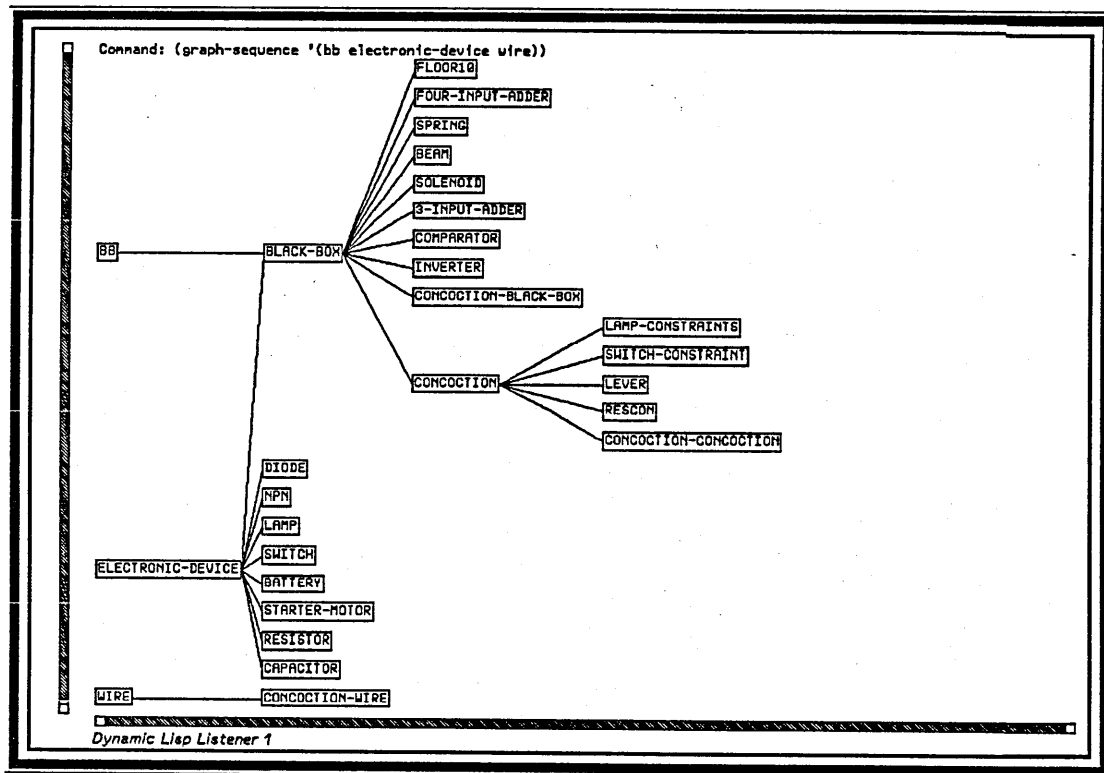 Command: (graph-sequence '(bb electronic-device wire))
FLOOR10
FOUR-INPUT-ADDER
SPRING
BEAM
SOLENOID
3-INPUT-ADDER
COMPARATOR
BB
BLACK-BOX
INVERTER
CONCOCTION-BLACK-BOX
LAMP-CONSTRAINTS
SWITCH-CONSTRAINT
CONCOCTION
LEVER
RESCON
CONCOCTION-CONCOCTION
DIODE
NPN
LAMP
SWITCH
ELECTRONIC-DEVICE
BATTERY
STARTER-MOTOR
RESISTOR
CAPACITOR
WIRE
CONCOCTION-WIRE
Dynamic Lisp Listener 1